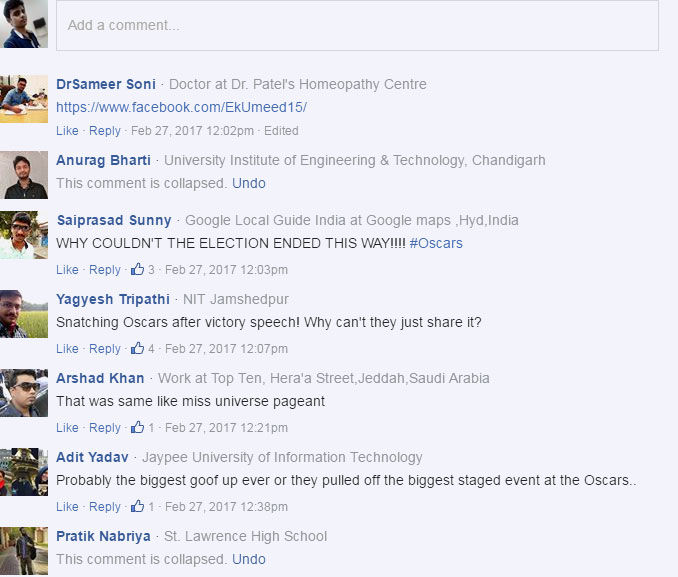 Add a comment...
DrSameer Soni · Doctor at Dr. Patel's Homeopathy Centre
https://www.facebook.com/EkUmeed15/
Like · Reply · Feb 27, 2017 12:02pm · Edited
Anurag Bharti · University Institute of Engineering & Technology, Chandigarh
This comment is collapsed. Undo
Saiprasad Sunny · Google Local Guide India at Google maps ,Hyd,India
WHY COULDN'T THE ELECTION ENDED THIS WAY!!!! #Oscars
Like · Reply · 3 · Feb 27, 2017 12:03pm
Yagyesh Tripathi · NIT Jamshedpur
Snatching Oscars after victory speech! Why can't they just share it?
Like · Reply · 4 · Feb 27, 2017 12:07pm
Arshad Khan · Work at Top Ten, Hera'a Street,Jeddah,Saudi Arabia
That was same like miss universe pageant
Like · Reply · 1 · Feb 27, 2017 12:21pm
Adit Yadav · Jaypee University of Information Technology
Probably the biggest goof up ever or they pulled off the biggest staged event at the Oscars..
Like · Reply · 1 · Feb 27, 2017 12:38pm
Pratik Nabriya · St. Lawrence High School
This comment is collapsed. Undo